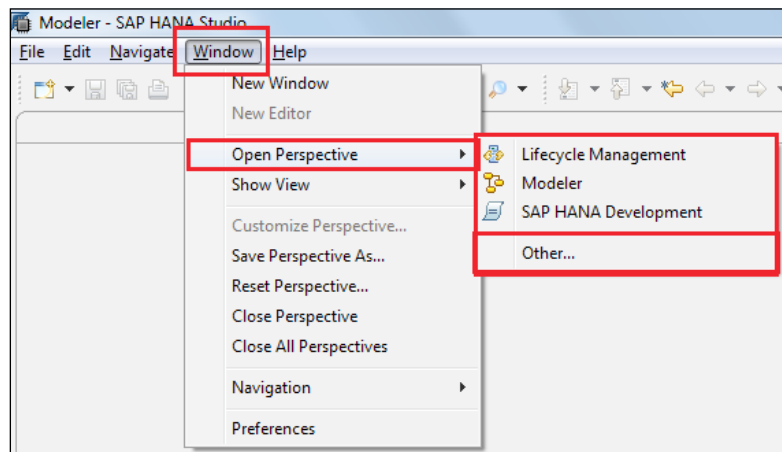 Modeler - SAP HANA Studio
File Edit Navigate Window Help
New Window
New Editor
Open Perspective
Show View
Customize Perspective...
Save Perspective As...
Reset Perspective...
Close Perspective
Close All Perspectives
Navigation
Preferences
Lifecycle Management
Modeler
SAP HANA Development
Other...